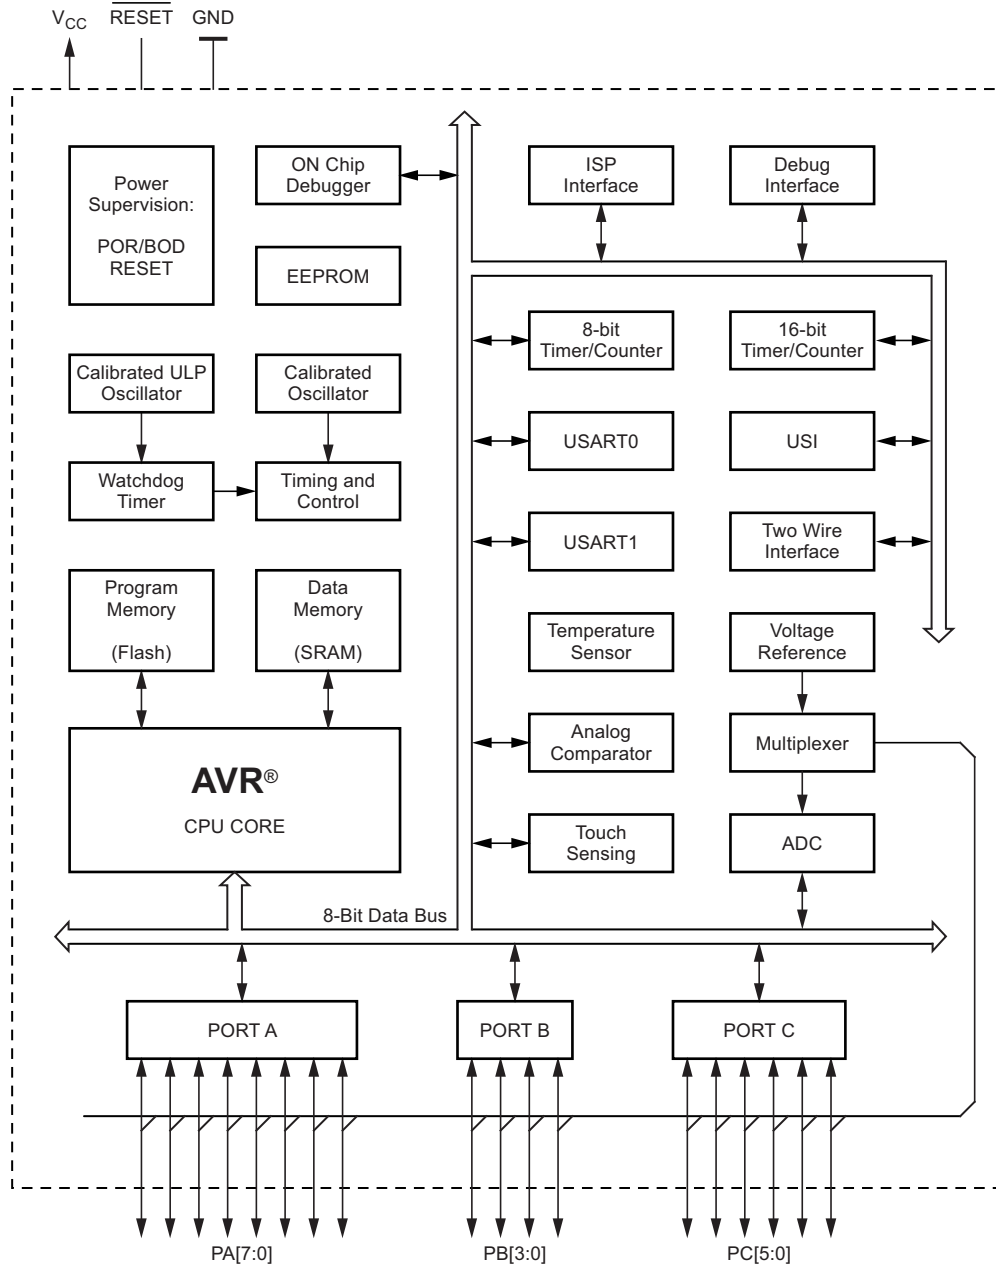 VCC RESET GND
Power
Supervision:
POR/BOD
RESET
ON Chip
Debugger
ISP
Interface
Debug
Interface
EEPROM
8-bit
Timer/Counter
16-bit
Timer/Counter
Calibrated ULP
Oscillator
Calibrated
Oscillator
USART0
USI
Watchdog
Timer
Timing and
Control
USART1
Two Wire
Interface
Program
Memory
(Flash)
Data
Memory
(SRAM)
Temperature
Sensor
Voltage
Reference
Analog
Comparator
Multiplexer
AVR®
CPU CORE
Touch
Sensing
ADC
8-Bit Data Bus
PORT A
PORT B
PORT C
PA[7:0]
PB[3:0]
PC[5:0]